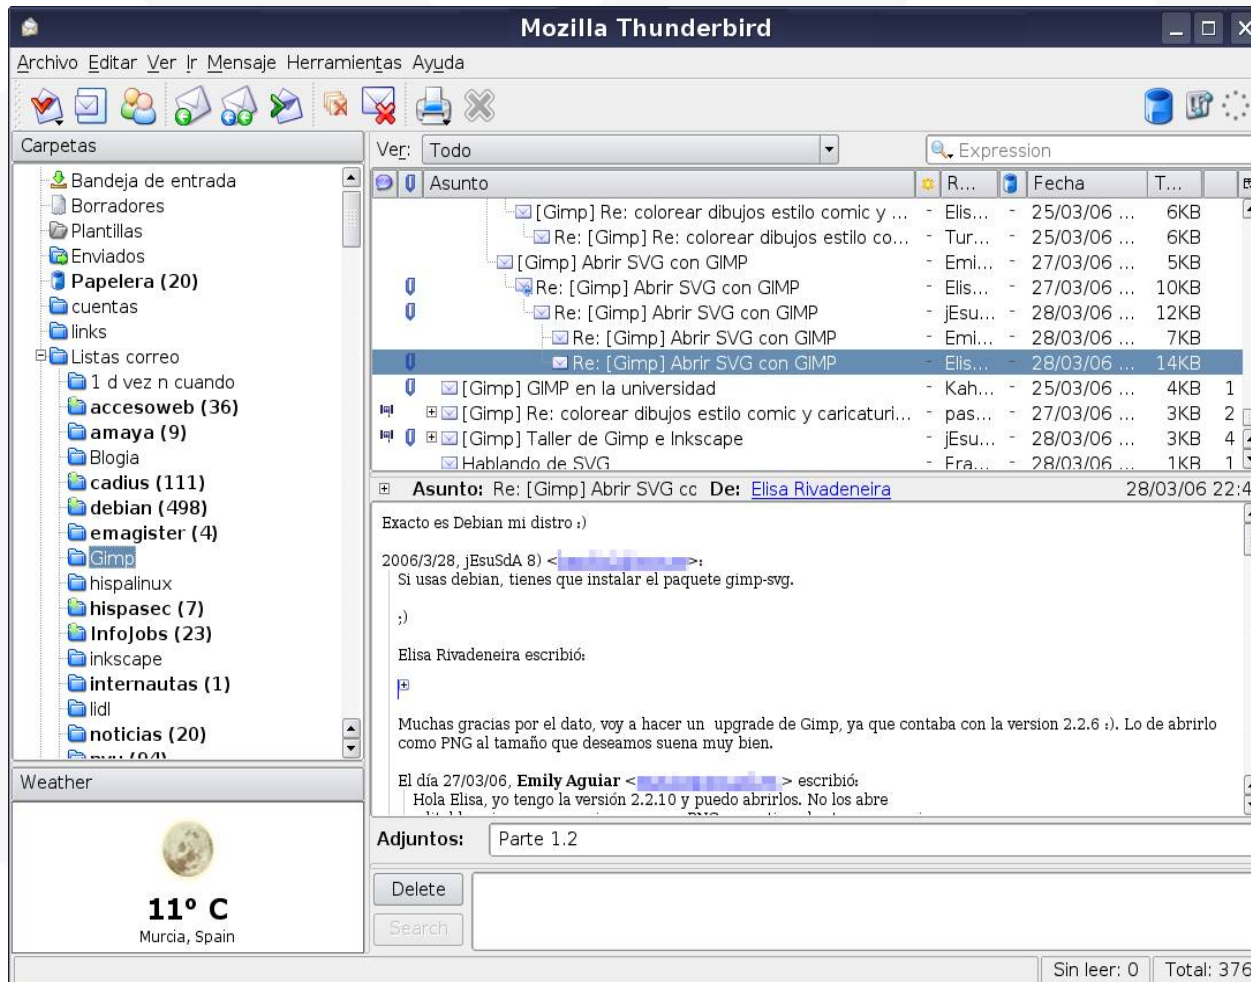 Mozilla Thunderbird
Archivo Editar Ver Ir Mensaje Herramientas Ayuda
Carpetas
Bandeja de entrada
Borradores
Plantillas
Enviados
Papelera (20)
cuentas
links
Listas correo
1 d vez n cuando
accesoweb (36)
amaya (9)
Blogia
cadius (111)
debian (498)
emagister (4)
Gimp
hispalinux
hispasec (7)
InfoJobs (23)
inkscape
internautas (1)
lidl
noticias (20)
Weather
11º C
Murcia, Spain
Ver: Todo
Expression
Asunto R... Fecha T...
[Gimp] Re: colorear dibujos estilo comic y ... - Elis... - 25/03/06 ... 6KB
Re: [Gimp] Re: colorear dibujos estilo co... - Tur... - 25/03/06 ... 6KB
[Gimp] Abrir SVG con GIMP - Emi... - 27/03/06 ... 5KB
Re: [Gimp] Abrir SVG con GIMP - Elis... - 27/03/06 ... 10KB
Re: [Gimp] Abrir SVG con GIMP - jEsu... - 28/03/06 ... 12KB
Re: [Gimp] Abrir SVG con GIMP - Emi... - 28/03/06 ... 7KB
Re: [Gimp] Abrir SVG con GIMP - Elis... - 28/03/06 ... 14KB
[Gimp] GIMP en la universidad - Kah... - 25/03/06 ... 4KB 1
[Gimp] Re: colorear dibujos estilo comic y caricaturi... - pas... - 27/03/06 ... 3KB 2
[Gimp] Taller de Gimp e Inkscape - jEsu... - 28/03/06 ... 3KB 4
Hablando de SVG - Fra... - 28/03/06 ... 1KB 1
Asunto: Re: [Gimp] Abrir SVG cc De: Elisa Rivadeneira 28/03/06 22:4
Exacto es Debian mi distro :)
2006/3/28, jEsuSdA 8) < >:
Si usas debian, tienes que instalar el paquete gimp-svg.
;)
Elisa Rivadeneira escribió:
Muchas gracias por el dato, voy a hacer un upgrade de Gimp, ya que contaba con la version 2.2.6 :). Lo de abrirlo
como PNG al tamaño que deseamos suena muy bien.
El día 27/03/06, Emily Aguiar < > escribió:
Hola Elisa, yo tengo la versión 2.2.10 y puedo abrirlos. No los abre
Adjuntos: Parte 1.2
Delete
Search
Sin leer: 0 Total: 376